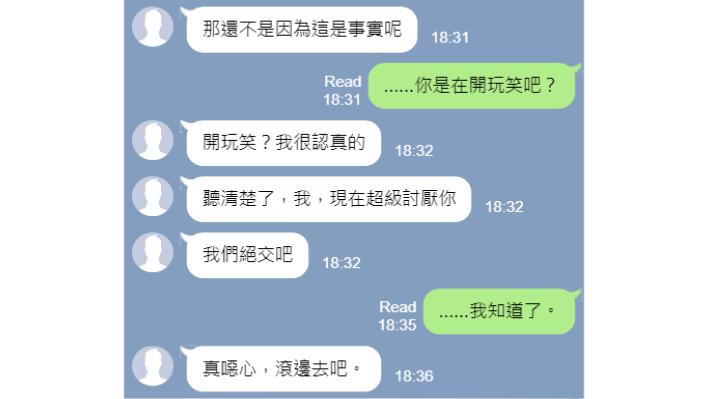 那還不是因為這是事實呢
18:31
Read
18:31
......你是在開玩笑吧？
開玩笑？我很認真的
18:32
聽清楚了，我，現在超級討厭你
18:32
我們絕交吧
18:32
Read
18:35
......我知道了。
真噁心，滾邊去吧。
18:36